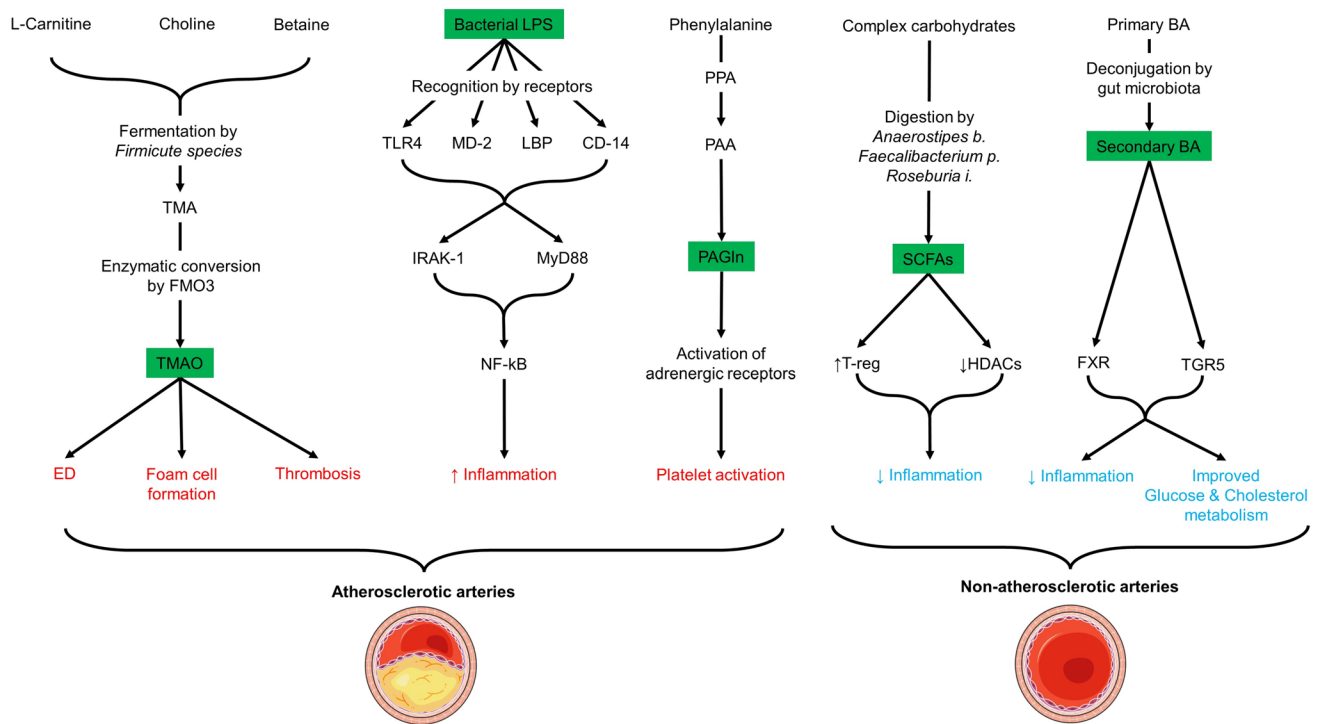 L-Carnitine
Choline
Betaine
Fermentation by
Firmicute species
TMA
Enzymatic conversion
by FMO3
TMAO
ED
Foam cell
formation
Thrombosis
Bacterial LPS
Recognition by receptors
TLR4
MD-2
LBP
CD-14
IRAK-1
MyD88
NF-kB
↑ Inflammation
Phenylalanine
PPA
PAA
PAGln
Activation of
adrenergic receptors
Platelet activation
Atherosclerotic arteries
Complex carbohydrates
Digestion by
Anaerostipes b.
Faecalibacterium p.
Roseburia i.
SCFAs
↑T-reg
↓HDACs
↓ Inflammation
Primary BA
Deconjugation by
gut microbiota
Secondary BA
FXR
TGR5
↓ Inflammation
Improved
Glucose & Cholesterol
metabolism
Non-atherosclerotic arteries